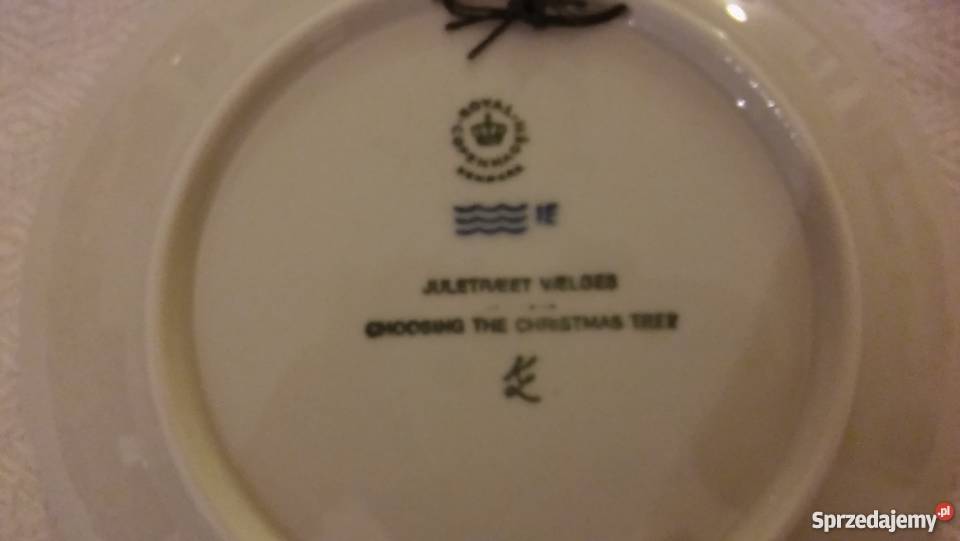 ROYAL COPENHAGEN
DENMARK
JULETRÆET VÆLGES
CHOOSING THE CHRISTMAS TREE
Sprzedajemy.pl